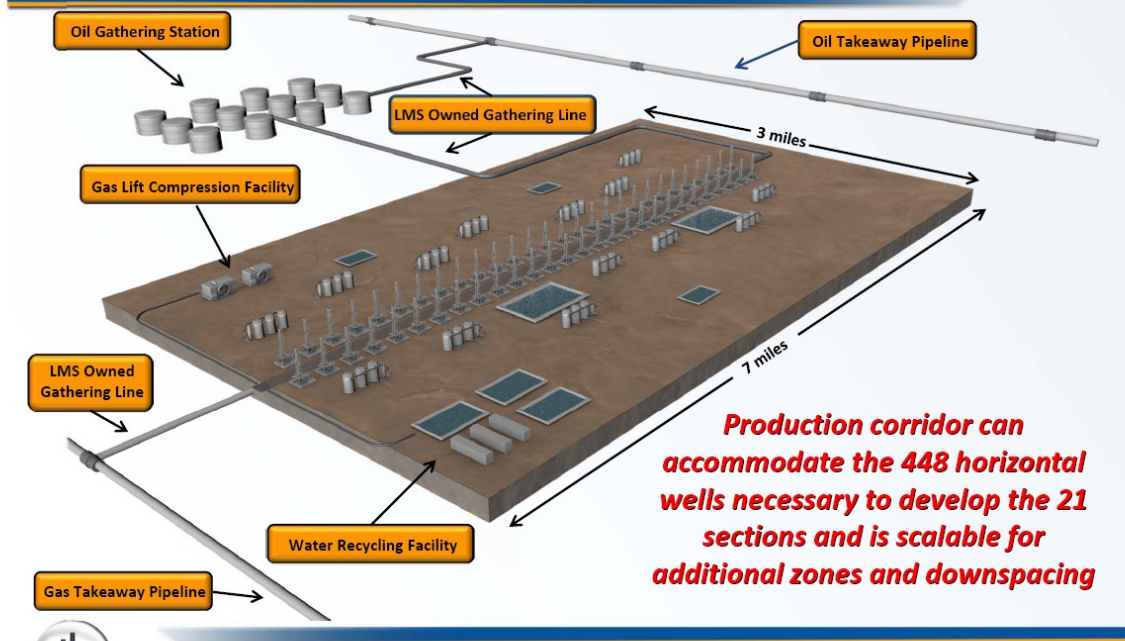 Oil Gathering Station
Oil Takeaway Pipeline
LMS Owned Gathering Line
3 miles
Gas Lift Compression Facility
7 miles
LMS Owned
Gathering Line
Production corridor can
accommodate the 448 horizontal
wells necessary to develop the 21
sections and is scalable for
additional zones and downspacing
Water Recycling Facility
Gas Takeaway Pipeline